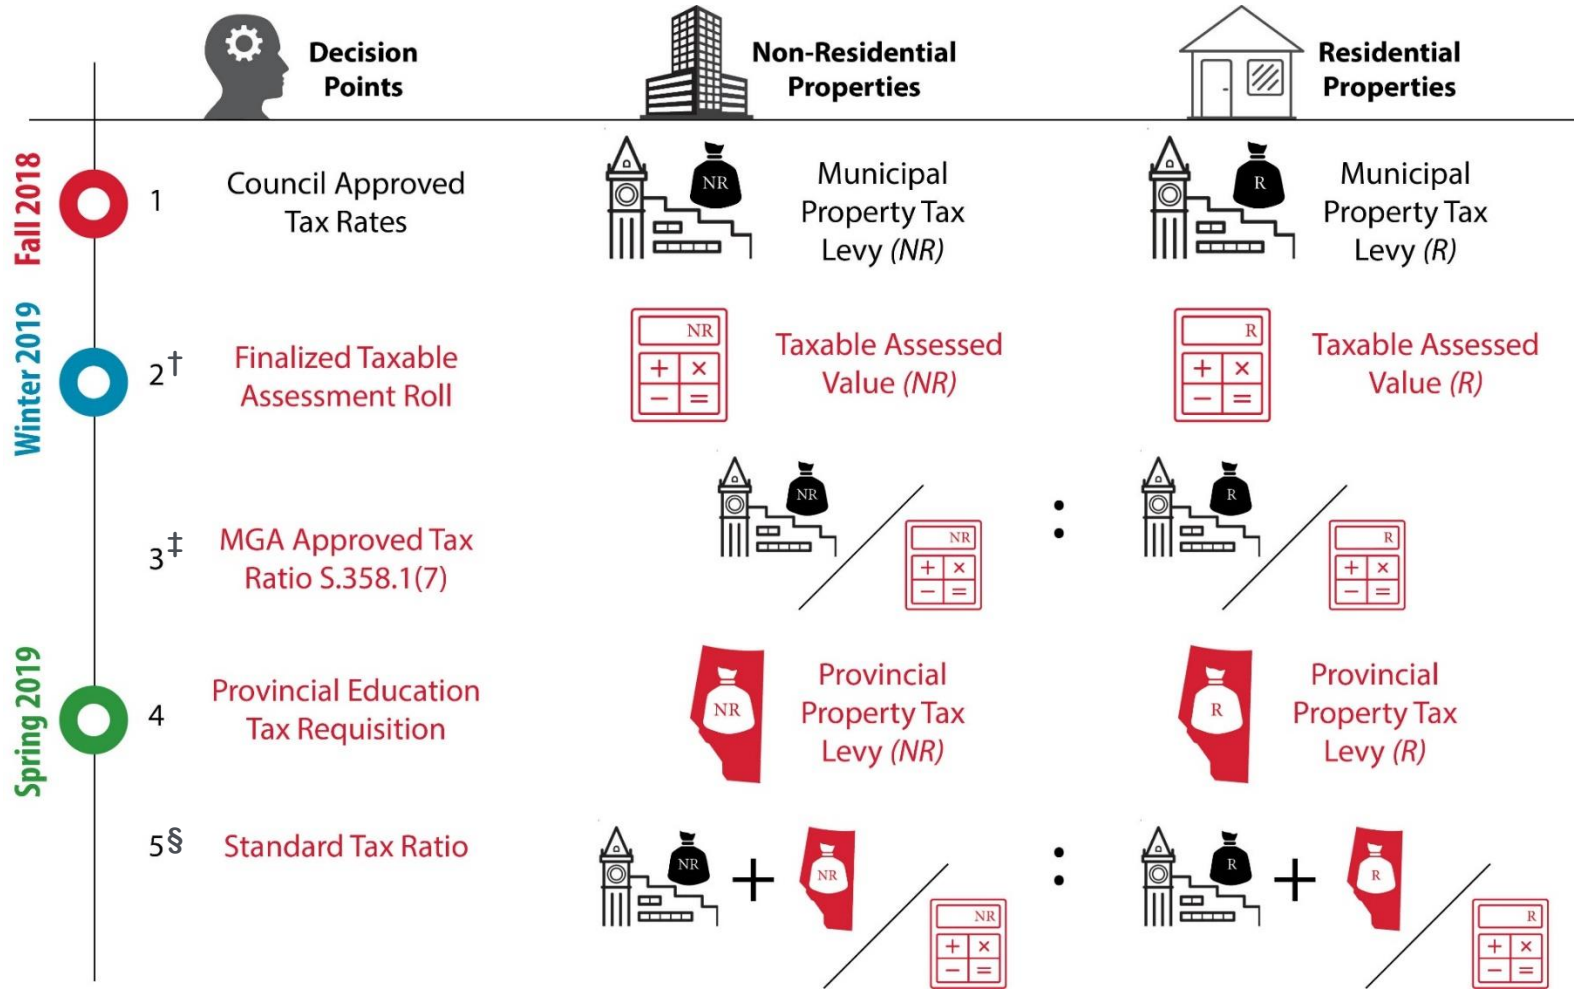 Decision
Points
Non-Residential
Properties
Residential
Properties
Fall 2018
1
Council Approved
Tax Rates
NR
Municipal
Property Tax
Levy (NR)
R
Municipal
Property Tax
Levy (R)
Winter 2019
2†
Finalized Taxable
Assessment Roll
NR
+ ×
− =
Taxable Assessed
Value (NR)
R
+ ×
− =
Taxable Assessed
Value (R)
3‡
MGA Approved Tax
Ratio S.358.1(7)
NR
/
NR
+ ×
− =
:
R
/
R
+ ×
− =
Spring 2019
4
Provincial Education
Tax Requisition
NR
Provincial
Property Tax
Levy (NR)
R
Provincial
Property Tax
Levy (R)
5§
Standard Tax Ratio
NR
+
NR
/
NR
+ ×
− =
:
R
+
R
/
R
+ ×
− =